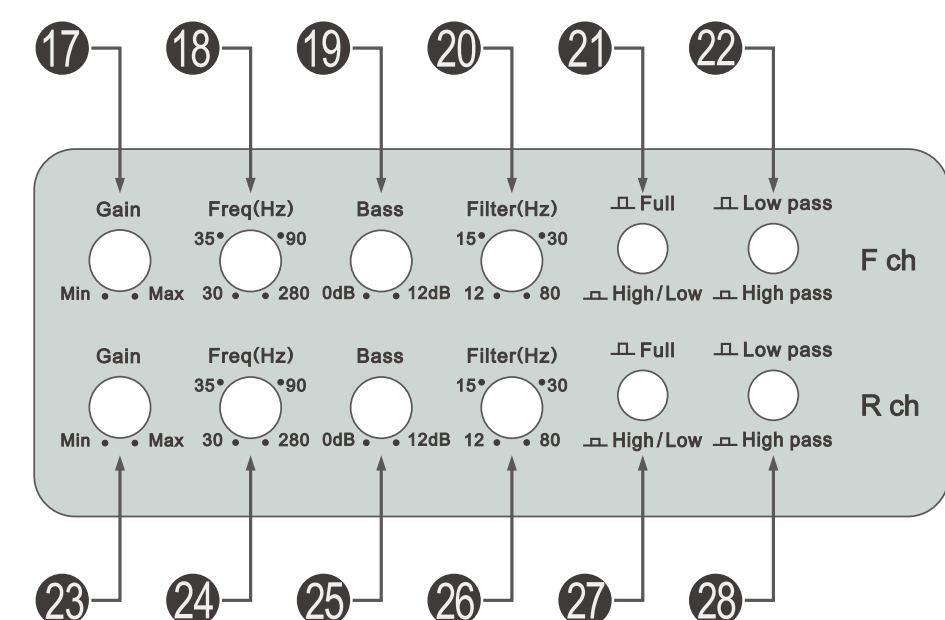 17 18 19 20 21 22
Gain Freq(Hz) Bass Filter(Hz) Full Low pass
35 90 15 30
F ch
Min Max 30 280 0dB 12dB 12 80 High/Low High pass
Gain Freq(Hz) Bass Filter(Hz) Full Low pass
35 90 15 30
R ch
Min Max 30 280 0dB 12dB 12 80 High/Low High pass
23 24 25 26 27 28